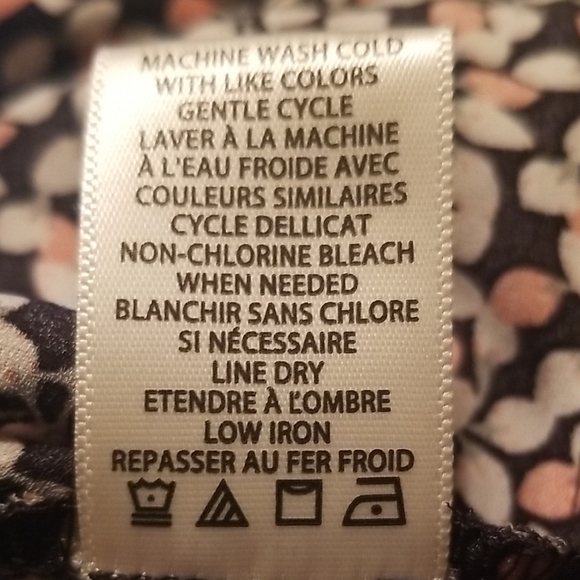 MACHINE WASH COLD
WITH LIKE COLORS
GENTLE CYCLE
LAVER À LA MACHINE
À L'EAU FROIDE AVEC
COULEURS SIMILAIRES
CYCLE DELLICAT
NON-CHLORINE BLEACH
WHEN NEEDED
BLANCHIR SANS CHLORE
SI NÉCESSAIRE
LINE DRY
ETENDRE À L'OMBRE
LOW IRON
REPASSER AU FER FROID